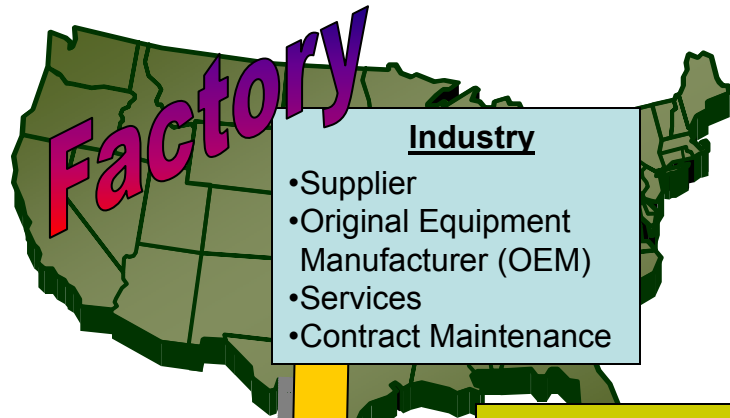 Factory
Industry
•Supplier
•Original Equipment
Manufacturer (OEM)
•Services
•Contract Maintenance